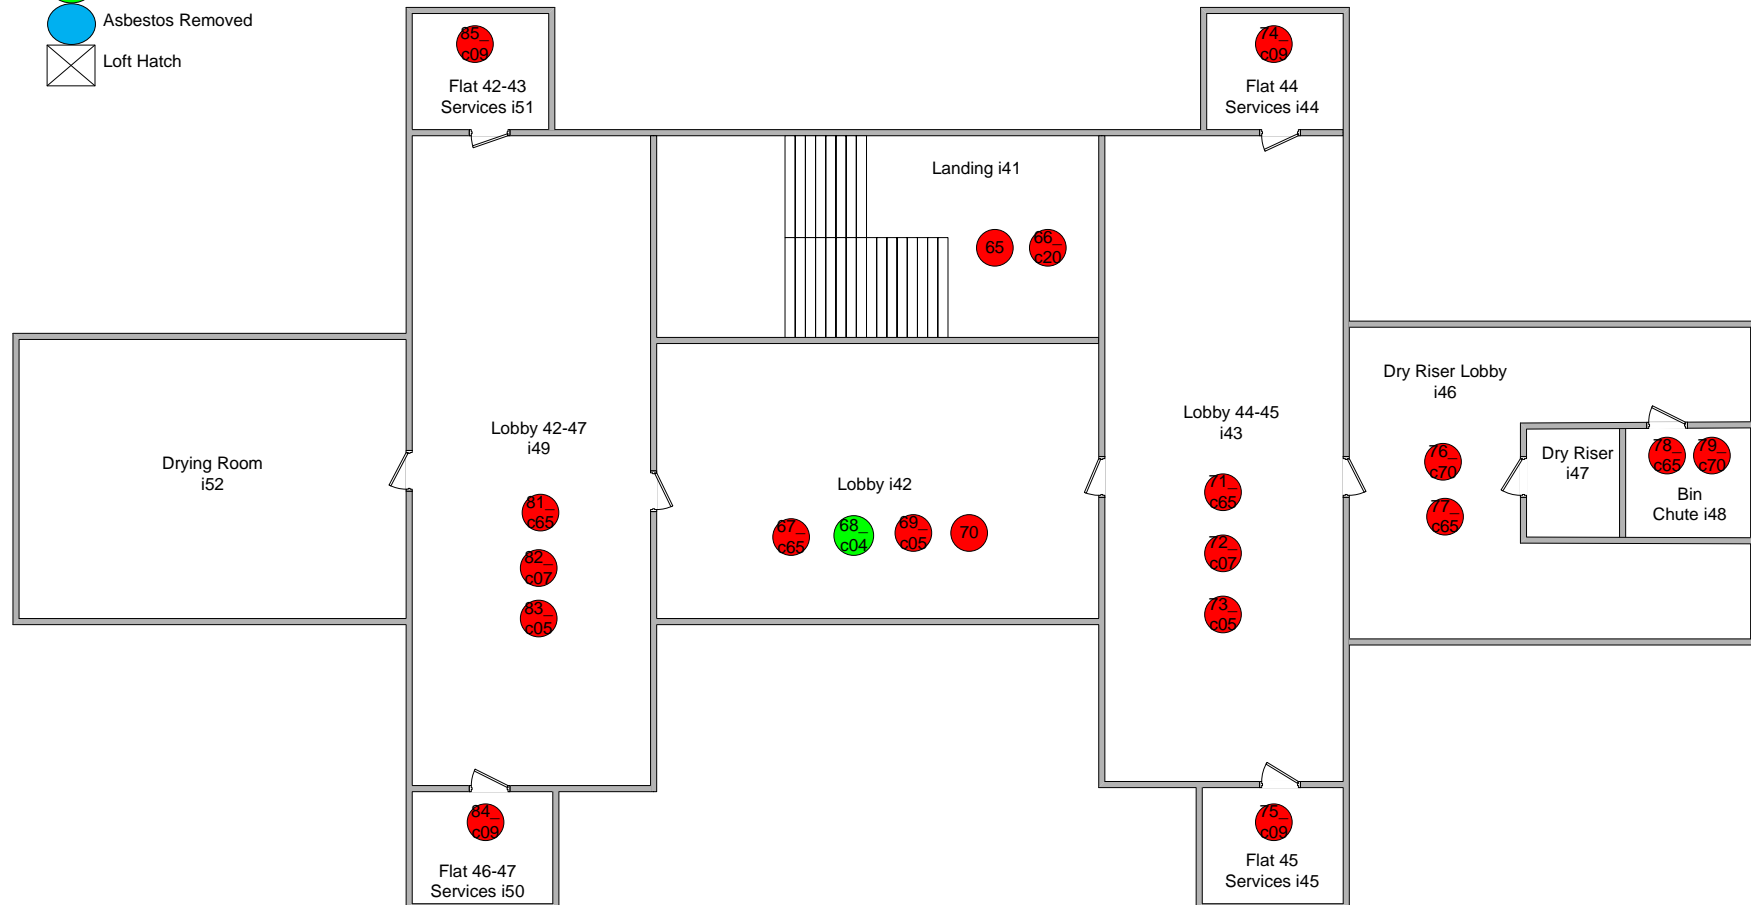 Asbestos Removed
Loft Hatch
85_
c09
Flat 42-43
Services i51
74_
c09
Flat 44
Services i44
Landing i41
65
66_
c20
Dry Riser Lobby
i46
Lobby 44-45
i43
Lobby 42-47
i49
Drying Room
i52
Lobby i42
Dry Riser
i47
76_
c70
77_
c65
78_
c65
79_
c70
Bin
Chute i48
71_
c65
72_
c07
73_
c05
81_
c65
82_
c07
83_
c05
67_
c65
68_
c04
69_
c05
70
84_
c09
Flat 46-47
Services i50
75_
c09
Flat 45
Services i45